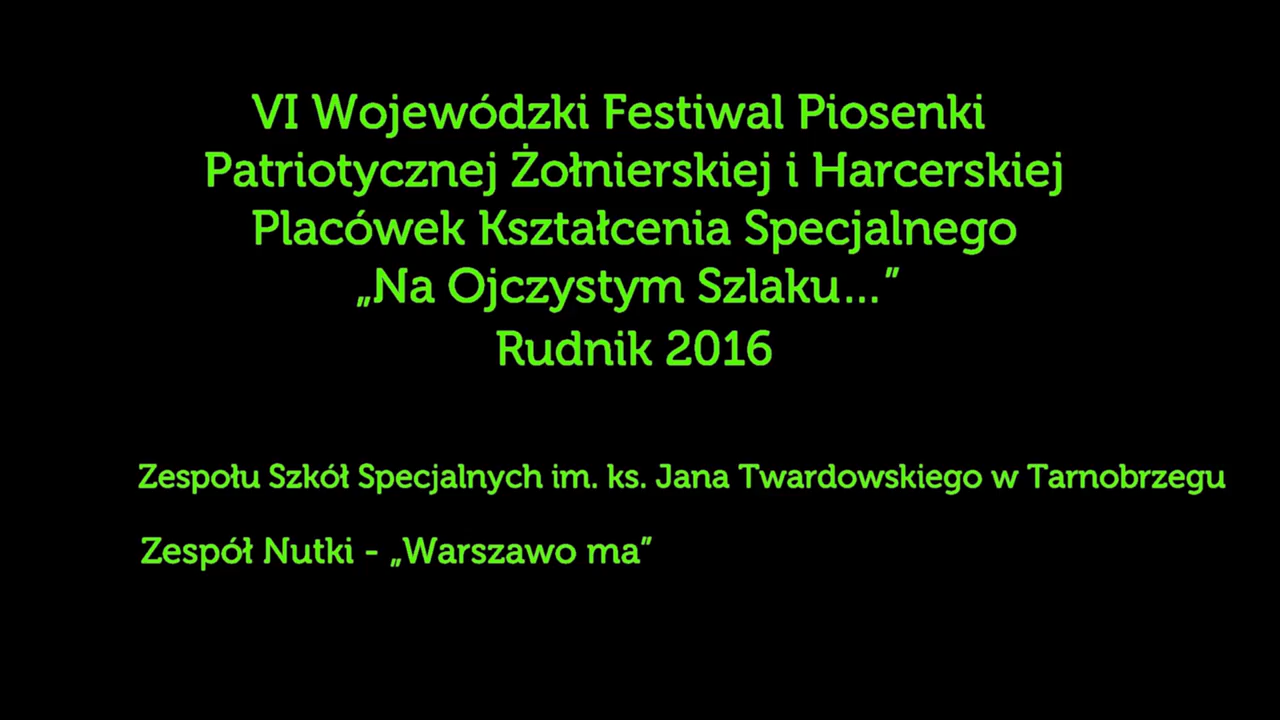 VI Wojewódzki Festiwal Piosenki
Patriotycznej Żołnierskiej i Harcerskiej
Placówek Kształcenia Specjalnego
„Na Ojczystym Szlaku...”
Rudnik 2016
Zespołu Szkół Specjalnych im. ks. Jana Twardowskiego w Tarnobrzegu
Zespół Nutki - „Warszawo ma”